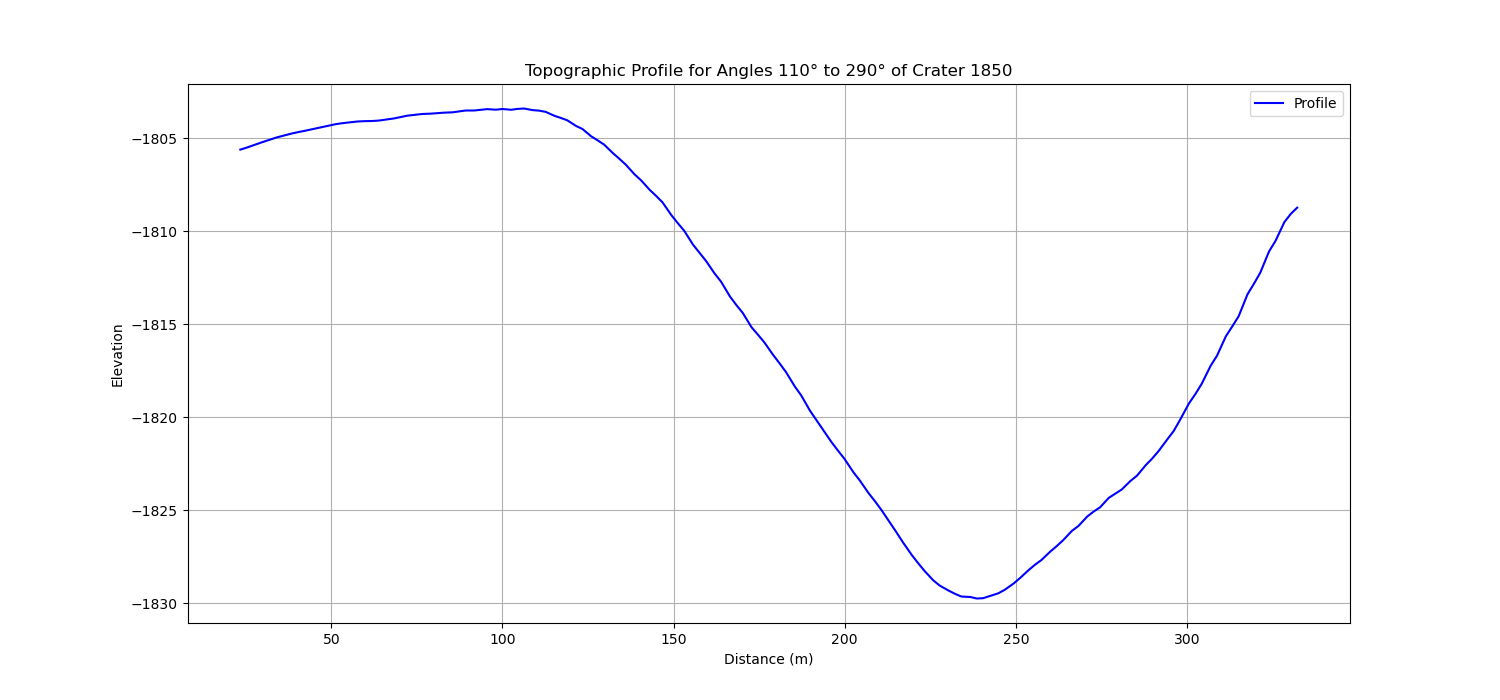 Topographic Profile for Angles 110° to 290° of Crater 1850
Profile
−1805
−1810
−1815
−1820
−1825
−1830
Elevation
50 100 150 200 250 300
Distance (m)